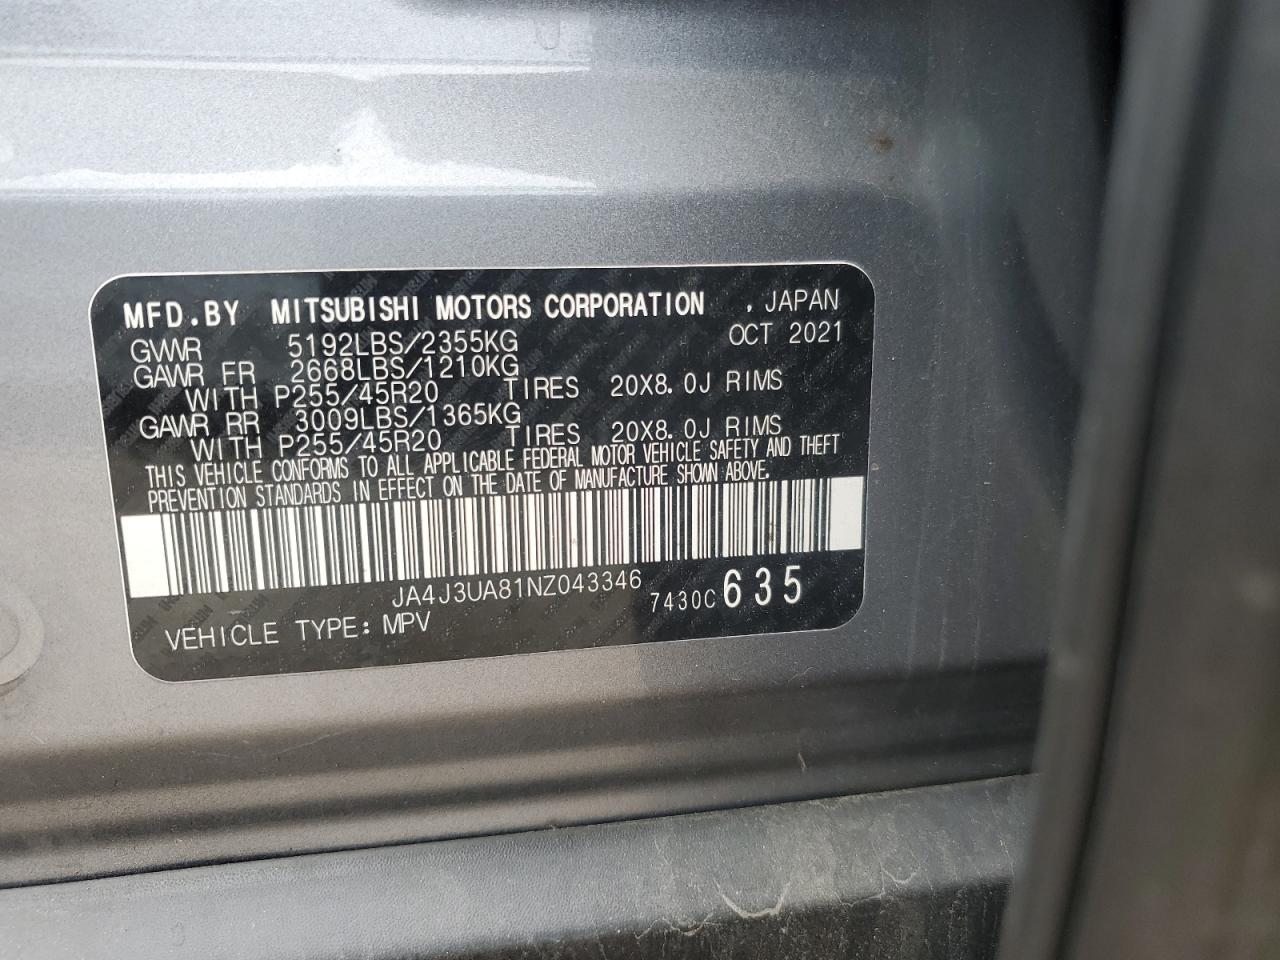 MFD.BY MITSUBISHI MOTORS CORPORATION , JAPAN
GVWR 5192LBS/2355KG OCT 2021
GAWR FR 2668LBS/1210KG
WITH P255/45R20 TIRES 20X8.0J RIMS
GAWR RR 3009LBS/1365KG
WITH P255/45R20 TIRES 20X8.0J RIMS
THIS VEHICLE CONFORMS TO ALL APPLICABLE FEDERAL MOTOR VEHICLE SAFETY AND THEFT
PREVENTION STANDARDS IN EFFECT ON THE DATE OF MANUFACTURE SHOWN ABOVE.
JA4J3UA81NZ043346 7430C 635
VEHICLE TYPE: MPV